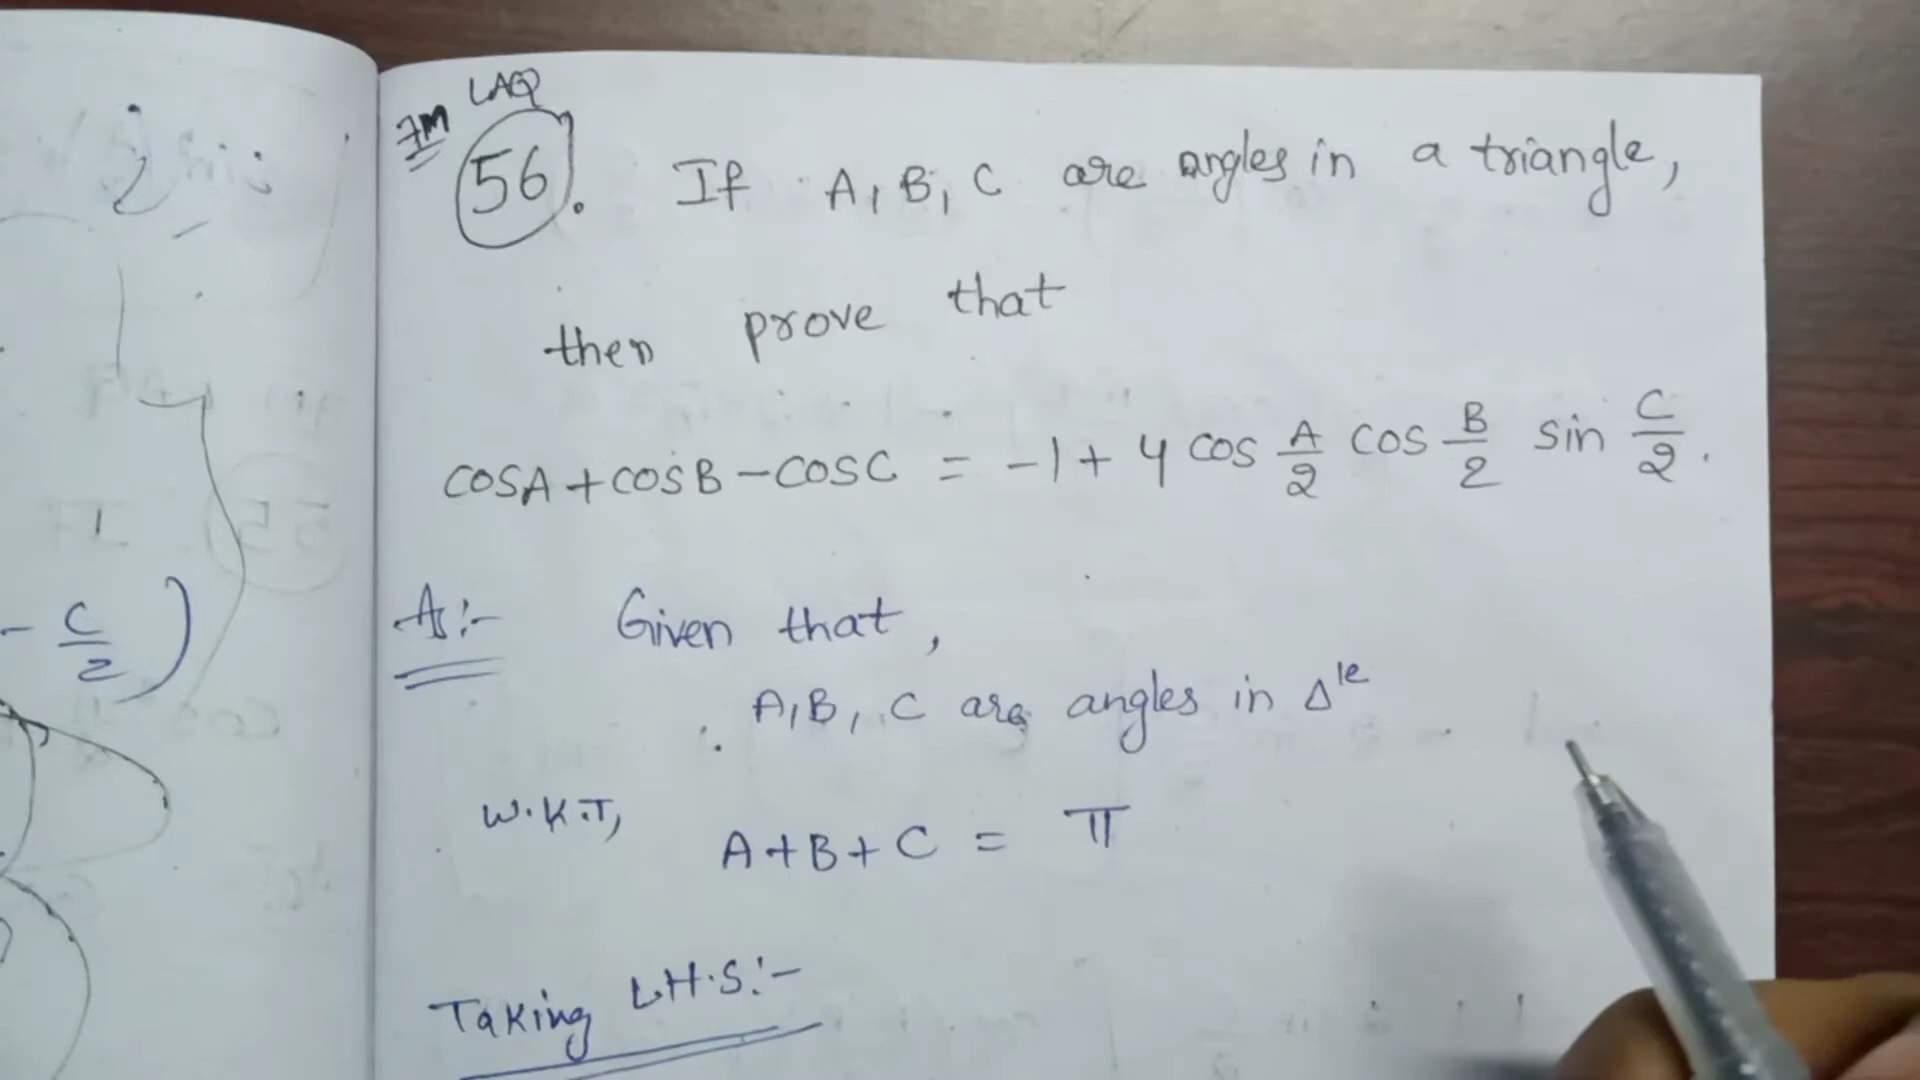 LAQ
7M
56. If A, B, C are angles in a triangle,
then prove that
cosA + cosB - cosC = -1 + 4 cos A/2 cos B/2 sin C/2.
A:- Given that,
A, B, C are angles in Δle
W.K.T, A+B+C = π
Taking L.H.S:-
- C/2 )